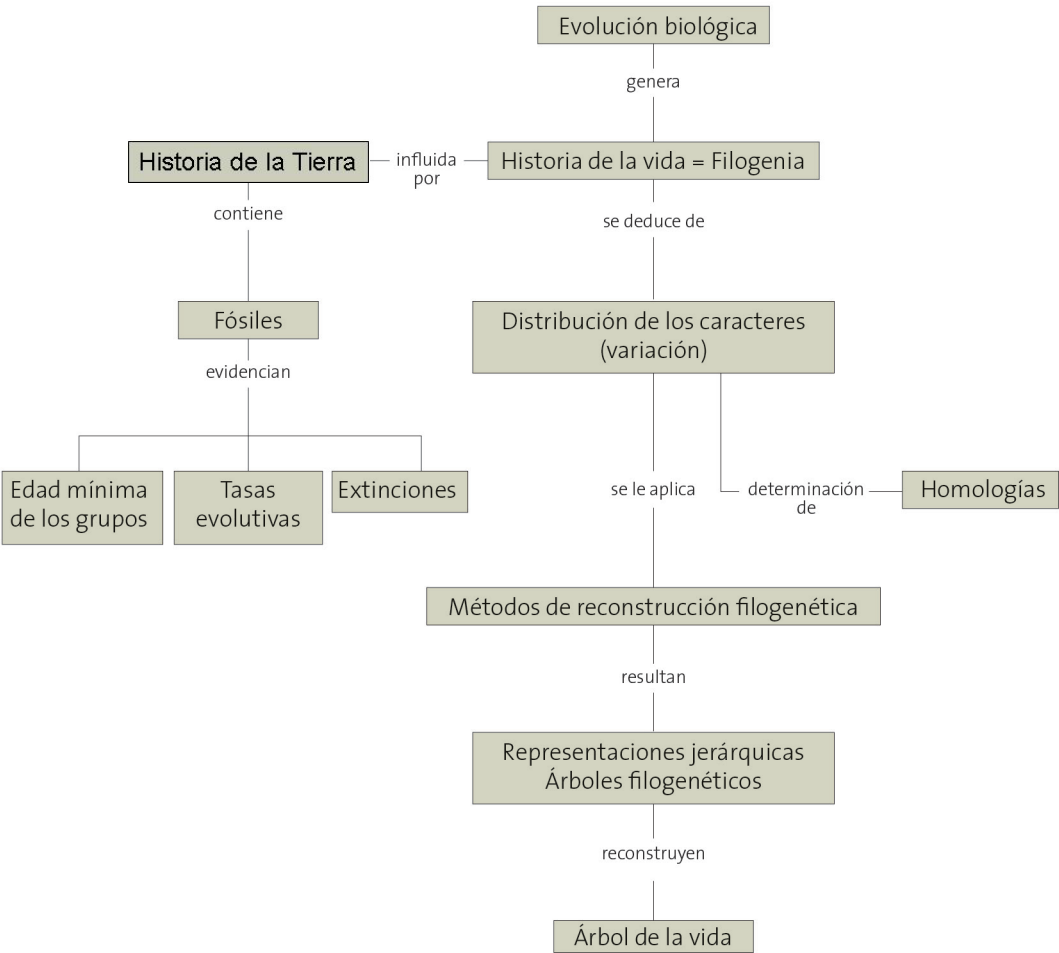 Evolución biológica
genera
Historia de la Tierra
influida
por
Historia de la vida = Filogenia
contiene
se deduce de
Fósiles
Distribución de los caracteres
(variación)
evidencian
Edad mínima
de los grupos
Tasas
evolutivas
Extinciones
se le aplica
determinación
de
Homologías
Métodos de reconstrucción filogenética
resultan
Representaciones jerárquicas
Árboles filogenéticos
reconstruyen
Árbol de la vida